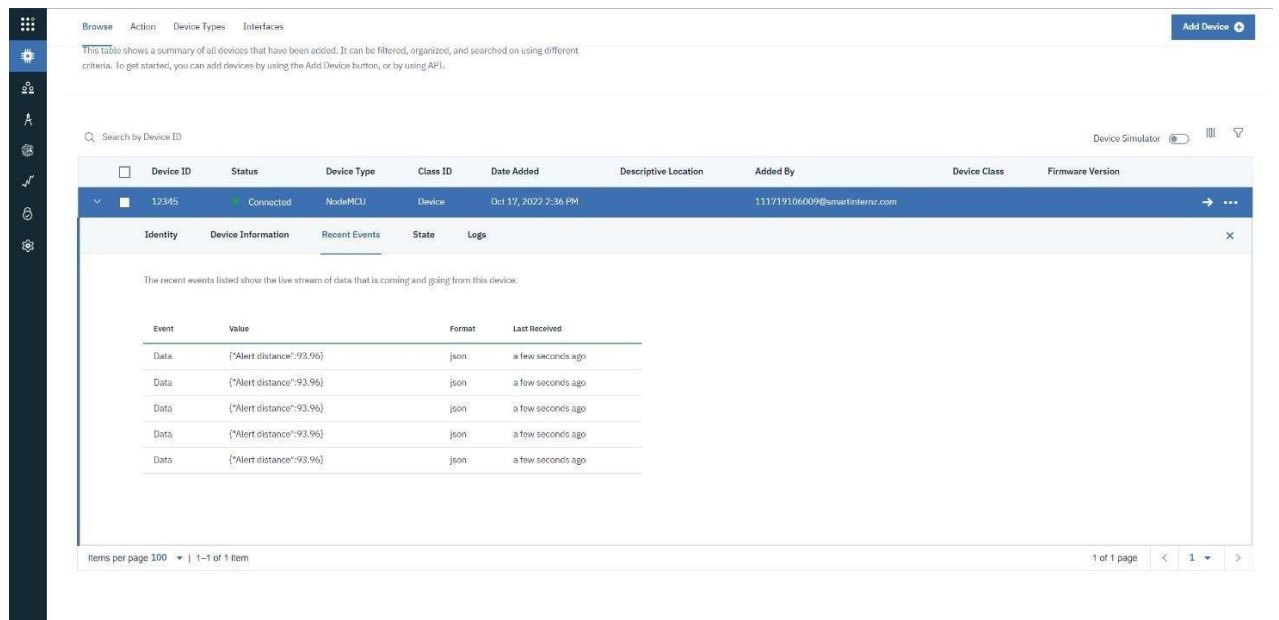 Browse Action Device Types Interfaces
Add Device
This table shows a summary of all devices that have been added. It can be filtered, organized, and searched on using different
criteria. To get started, you can add devices by using the Add Device button, or by using API.
Search by Device ID
Device Simulator
Device ID Status Device Type Class ID Date Added Descriptive Location Added By Device Class Firmware Version
12345 Connected NodeMCU Device Oct 17, 2022 2:36 PM 111719106009@smartinternz.com
Identity Device Information Recent Events State Logs
The recent events listed show the live stream of data that is coming and going from this device.
Event Value Format Last Received
Data {"Alert distance":93.96} json a few seconds ago
Data {"Alert distance":93.96} json a few seconds ago
Data {"Alert distance":93.96} json a few seconds ago
Data {"Alert distance":93.96} json a few seconds ago
Data {"Alert distance":93.96} json a few seconds ago
Items per page 100 | 1–1 of 1 item
1 of 1 page 1